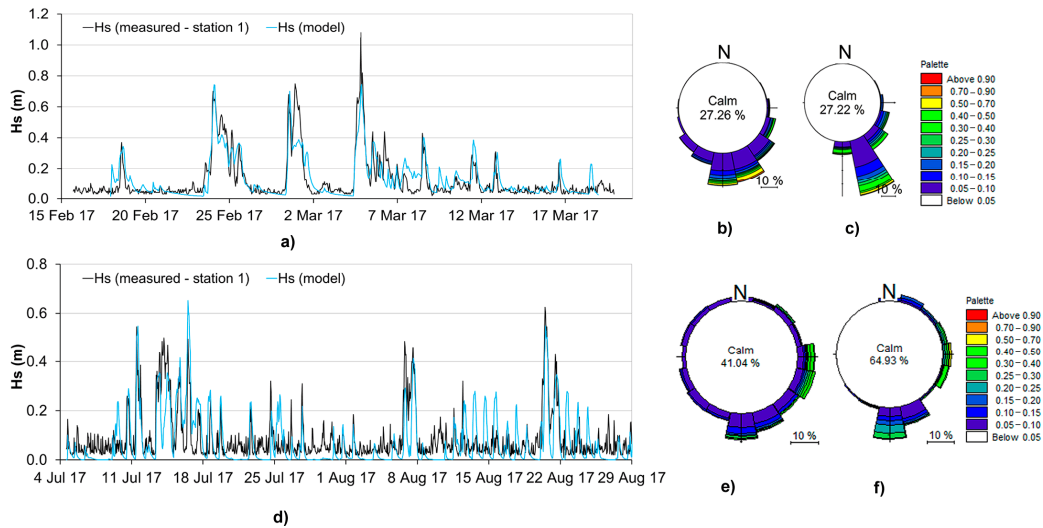 Hs (measured - station 1) Hs (model)
Hs (m)
1.2
1.0
0.8
0.6
0.4
0.2
0.0
15 Feb 17 20 Feb 17 25 Feb 17 2 Mar 17 7 Mar 17 12 Mar 17 17 Mar 17
a)
N
Calm
27.26 %
10 %
b)
N
Calm
27.22 %
10 %
c)
Palette
Above 0.90
0.70 - 0.90
0.50 - 0.70
0.40 - 0.50
0.30 - 0.40
0.25 - 0.30
0.20 - 0.25
0.15 - 0.20
0.10 - 0.15
0.05 - 0.10
Below 0.05
Hs (measured - station 1) Hs (model)
Hs (m)
0.8
0.6
0.4
0.2
0.0
4 Jul 17 11 Jul 17 18 Jul 17 25 Jul 17 1 Aug 17 8 Aug 17 15 Aug 17 22 Aug 17 29 Aug 17
d)
N
Calm
41.04 %
10 %
e)
N
Calm
64.93 %
10 %
f)
Palette
Above 0.90
0.70 - 0.90
0.50 - 0.70
0.40 - 0.50
0.30 - 0.40
0.25 - 0.30
0.20 - 0.25
0.15 - 0.20
0.10 - 0.15
0.05 - 0.10
Below 0.05